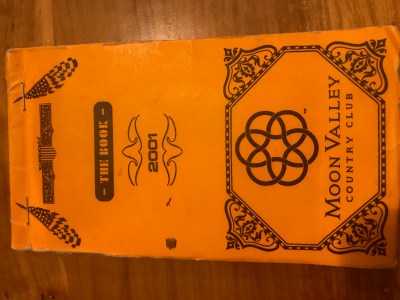 MOON VALLEY
COUNTRY CLUB
2001
- THE BOOK -